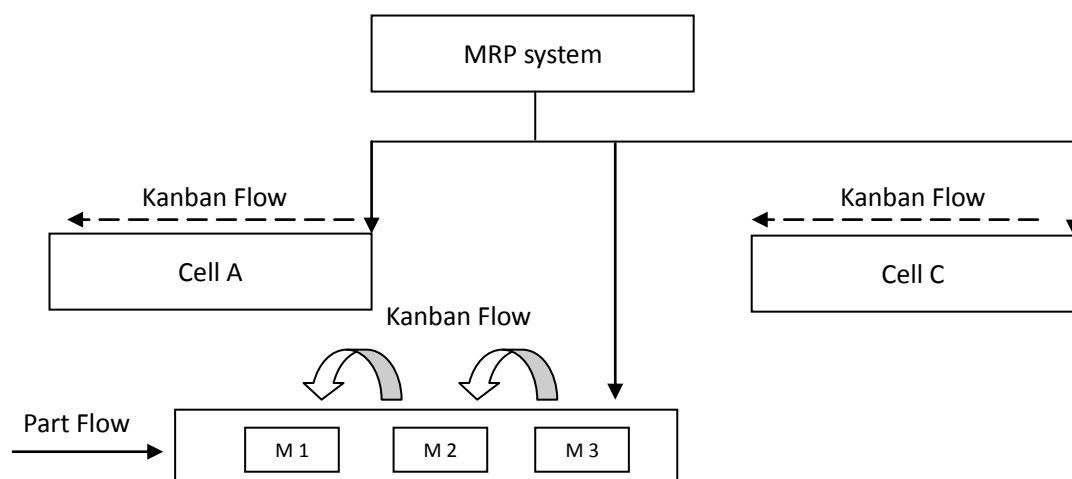 MRP system
Kanban Flow
Kanban Flow
Cell A
Cell C
Kanban Flow
Part Flow
M 1
M 2
M 3